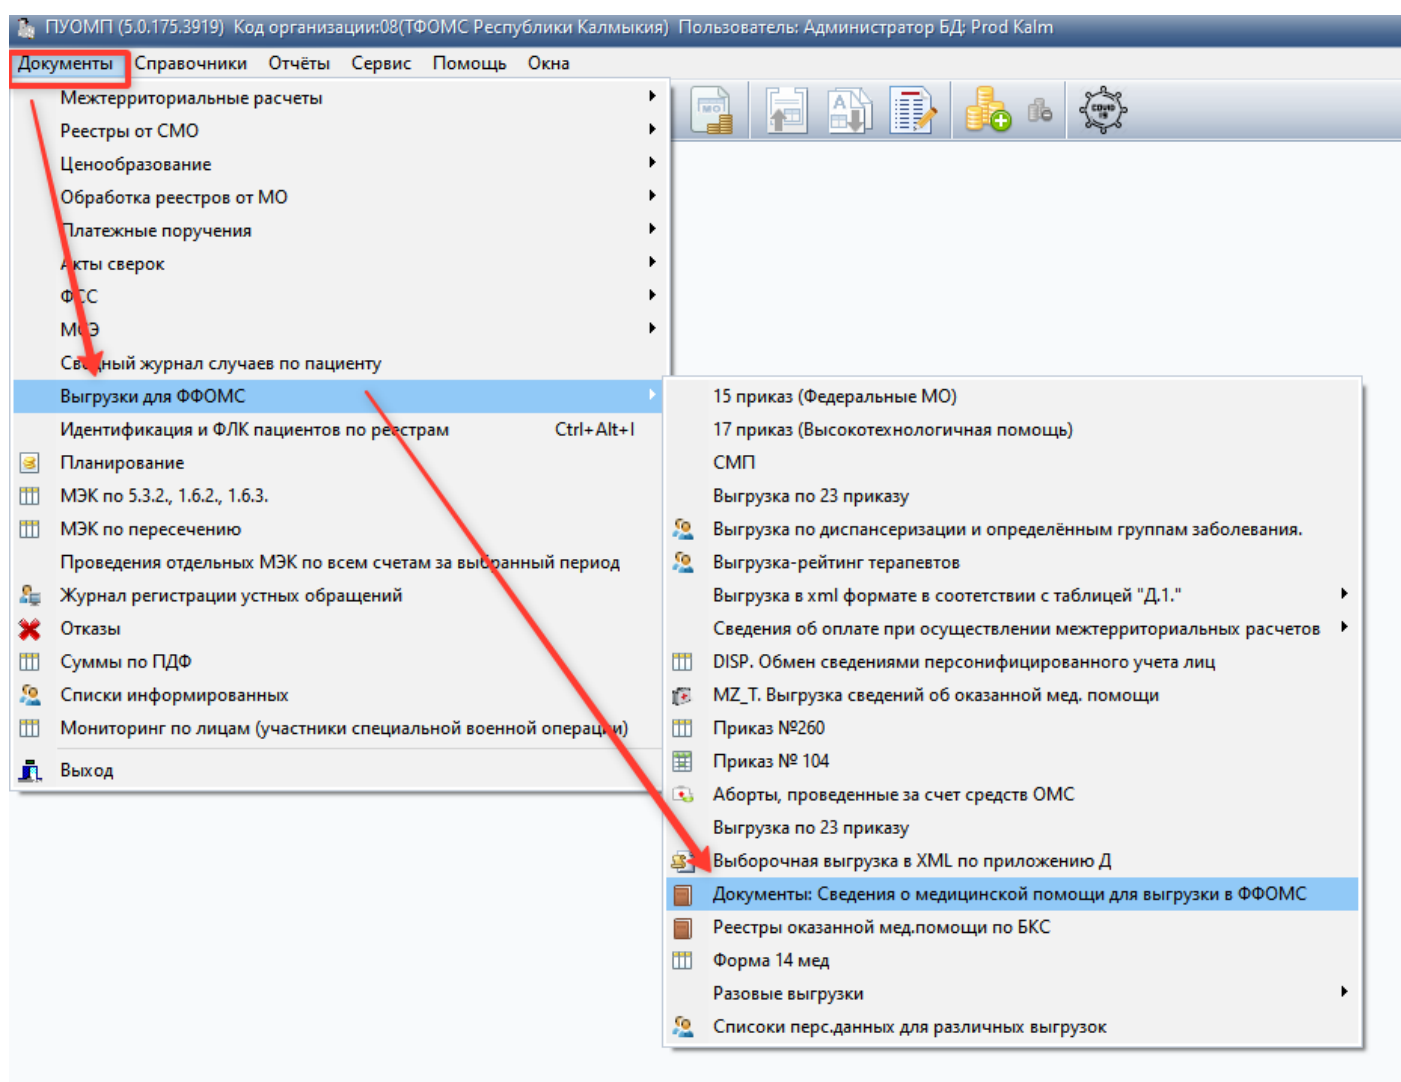 ПУОМП (5.0.175.3919) Код организации:08(ТФОМС Республики Калмыкия) Пользователь: Администратор БД: Prod Kalm
Документы Справочники Отчёты Сервис Помощь Окна
Межтерриториальные расчеты
Реестры от СМО
Ценообразование
Обработка реестров от МО
Платежные поручения
Акты сверок
ФСС
МСЭ
Сводный журнал случаев по пациенту
Выгрузки для ФФОМС
Идентификация и ФЛК пациентов по реестрам Ctrl+Alt+I
Планирование
МЭК по 5.3.2., 1.6.2., 1.6.3.
МЭК по пересечению
Проведения отдельных МЭК по всем счетам за выбранный период
Журнал регистрации устных обращений
Отказы
Суммы по ПДФ
Списки информированных
Мониторинг по лицам (участники специальной военной операции)
Выход
МО
COVID
19
15 приказ (Федеральные МО)
17 приказ (Высокотехнологичная помощь)
СМП
Выгрузка по 23 приказу
Выгрузка по диспансеризации и определённым группам заболевания.
Выгрузка-рейтинг терапевтов
Выгрузка в xml формате в соотетствии с таблицей "Д.1."
Сведения об оплате при осуществлении межтерриториальных расчетов
DISP. Обмен сведениями персонифицированного учета лиц
MZ_T. Выгрузка сведений об оказанной мед. помощи
Приказ №260
Приказ № 104
Аборты, проведенные за счет средств ОМС
Выгрузка по 23 приказу
Выборочная выгрузка в XML по приложению Д
Документы: Сведения о медицинской помощи для выгрузки в ФФОМС
Реестры оказанной мед.помощи по БКС
Форма 14 мед
Разовые выгрузки
Списоки перс.данных для различных выгрузок